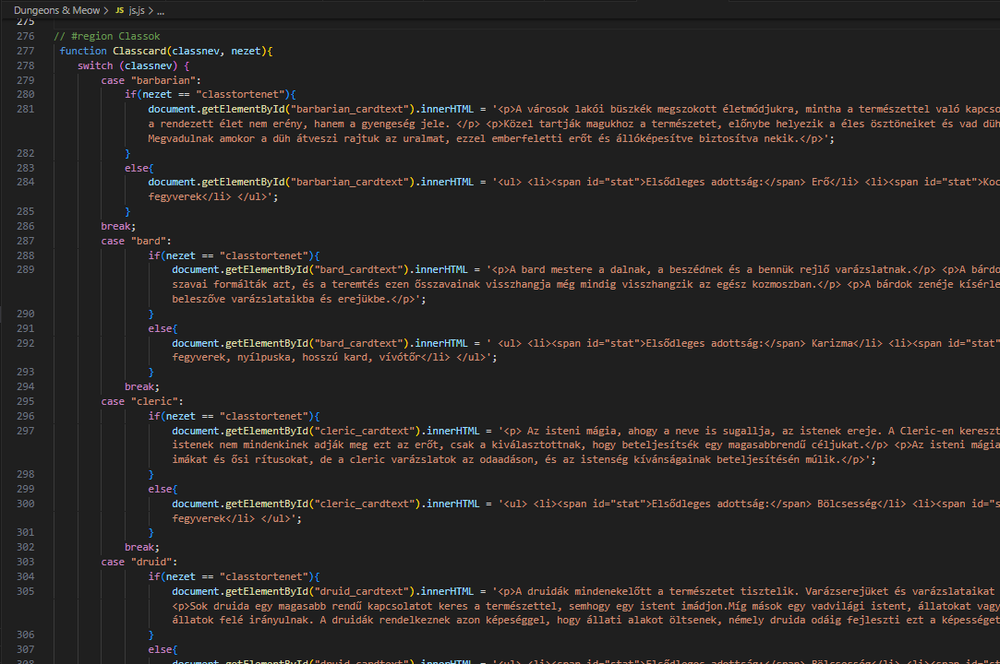 Dungeons & Meow > JS js.js > ...
275
276 // #region Classok
277 function Classcard(classnev, nezet){
278 switch (classnev) {
279 case "barbarian":
280 if(nezet == "classtortenet"){
281 document.getElementById("barbarian_cardtext").innerHTML = '<p>A városok lakói büszkék megszokott életmódjukra, mintha a természettel való kapcso
a rendezett élet nem erény, hanem a gyengeség jele. </p> <p>Közel tartják magukhoz a természetet, előnybe helyezik a éles ösztöneiket és vad düh
Megvadulnak amokor a düh átveszi rajtuk az uralmat, ezzel emberfeletti erőt és állóképesítve biztosítva nekik.</p>';
282 }
283 else{
284 document.getElementById("barbarian_cardtext").innerHTML = '<ul> <li><span id="stat">Elsődleges adottság:</span> Erő</li> <li><span id="stat">Koc
fegyverek</li> </ul>';
285 }
286 break;
287 case "bard":
288 if(nezet == "classtortenet"){
289 document.getElementById("bard_cardtext").innerHTML = '<p>A bard mestere a dalnak, a beszédnek és a bennük rejlő varázslatnak.</p> <p>A bárdo
szavai formálták azt, és a teremtés ezen ősszavainak visszhangja még mindig visszhangzik az egész kozmoszban.</p> <p>A bárdok zenéje kísérle
beleszőve varázslataikba és erejükbe.</p>';
290 }
291 else{
292 document.getElementById("bard_cardtext").innerHTML = ' <ul> <li><span id="stat">Elsődleges adottság:</span> Karizma</li> <li><span id="stat"
fegyverek, nyílpuska, hosszú kard, vívótőr</li> </ul>';
293 }
294 break;
295 case "cleric":
296 if(nezet == "classtortenet"){
297 document.getElementById("cleric_cardtext").innerHTML = '<p> Az isteni mágia, ahogy a neve is sugallja, az istenek ereje. A Cleric-en kereszt
istenek nem mindenkinek adják meg ezt az erőt, csak a kiválasztottnak, hogy beteljesítsék egy magasabbrendű céljukat.</p> <p>Az isteni mágia
imákat és ősi rítusokat, de a cleric varázslatok az odaadáson, és az istenség kívánságainak beteljesítésén múlik.</p>';
298 }
299 else{
300 document.getElementById("cleric_cardtext").innerHTML = '<ul> <li><span id="stat">Elsődleges adottság:</span> Bölcsesség</li> <li><span id="s
fegyverek</li> </ul>';
301 }
302 break;
303 case "druid":
304 if(nezet == "classtortenet"){
305 document.getElementById("druid_cardtext").innerHTML = '<p>A druidák mindenekelőtt a természetet tisztelik. Varázserejüket és varázslataikat
<p>Sok druida egy magasabb rendű kapcsolatot keres a természettel, semhogy egy istent imádjon.Míg mások egy vadvilági istent, állatokat vagy
állatok felé irányulnak. A druidák rendelkeznek azon képeséggel, hogy állati alakot öltsenek, némely druida odáig fejleszti ezt a képességet
306 }
307 else{
308 document.getElementById("druid_cardtext").innerHTML = '<ul> <li><span id="stat">Elsődleges adottság:</span> Bölcsesség</li> <li><span id="st